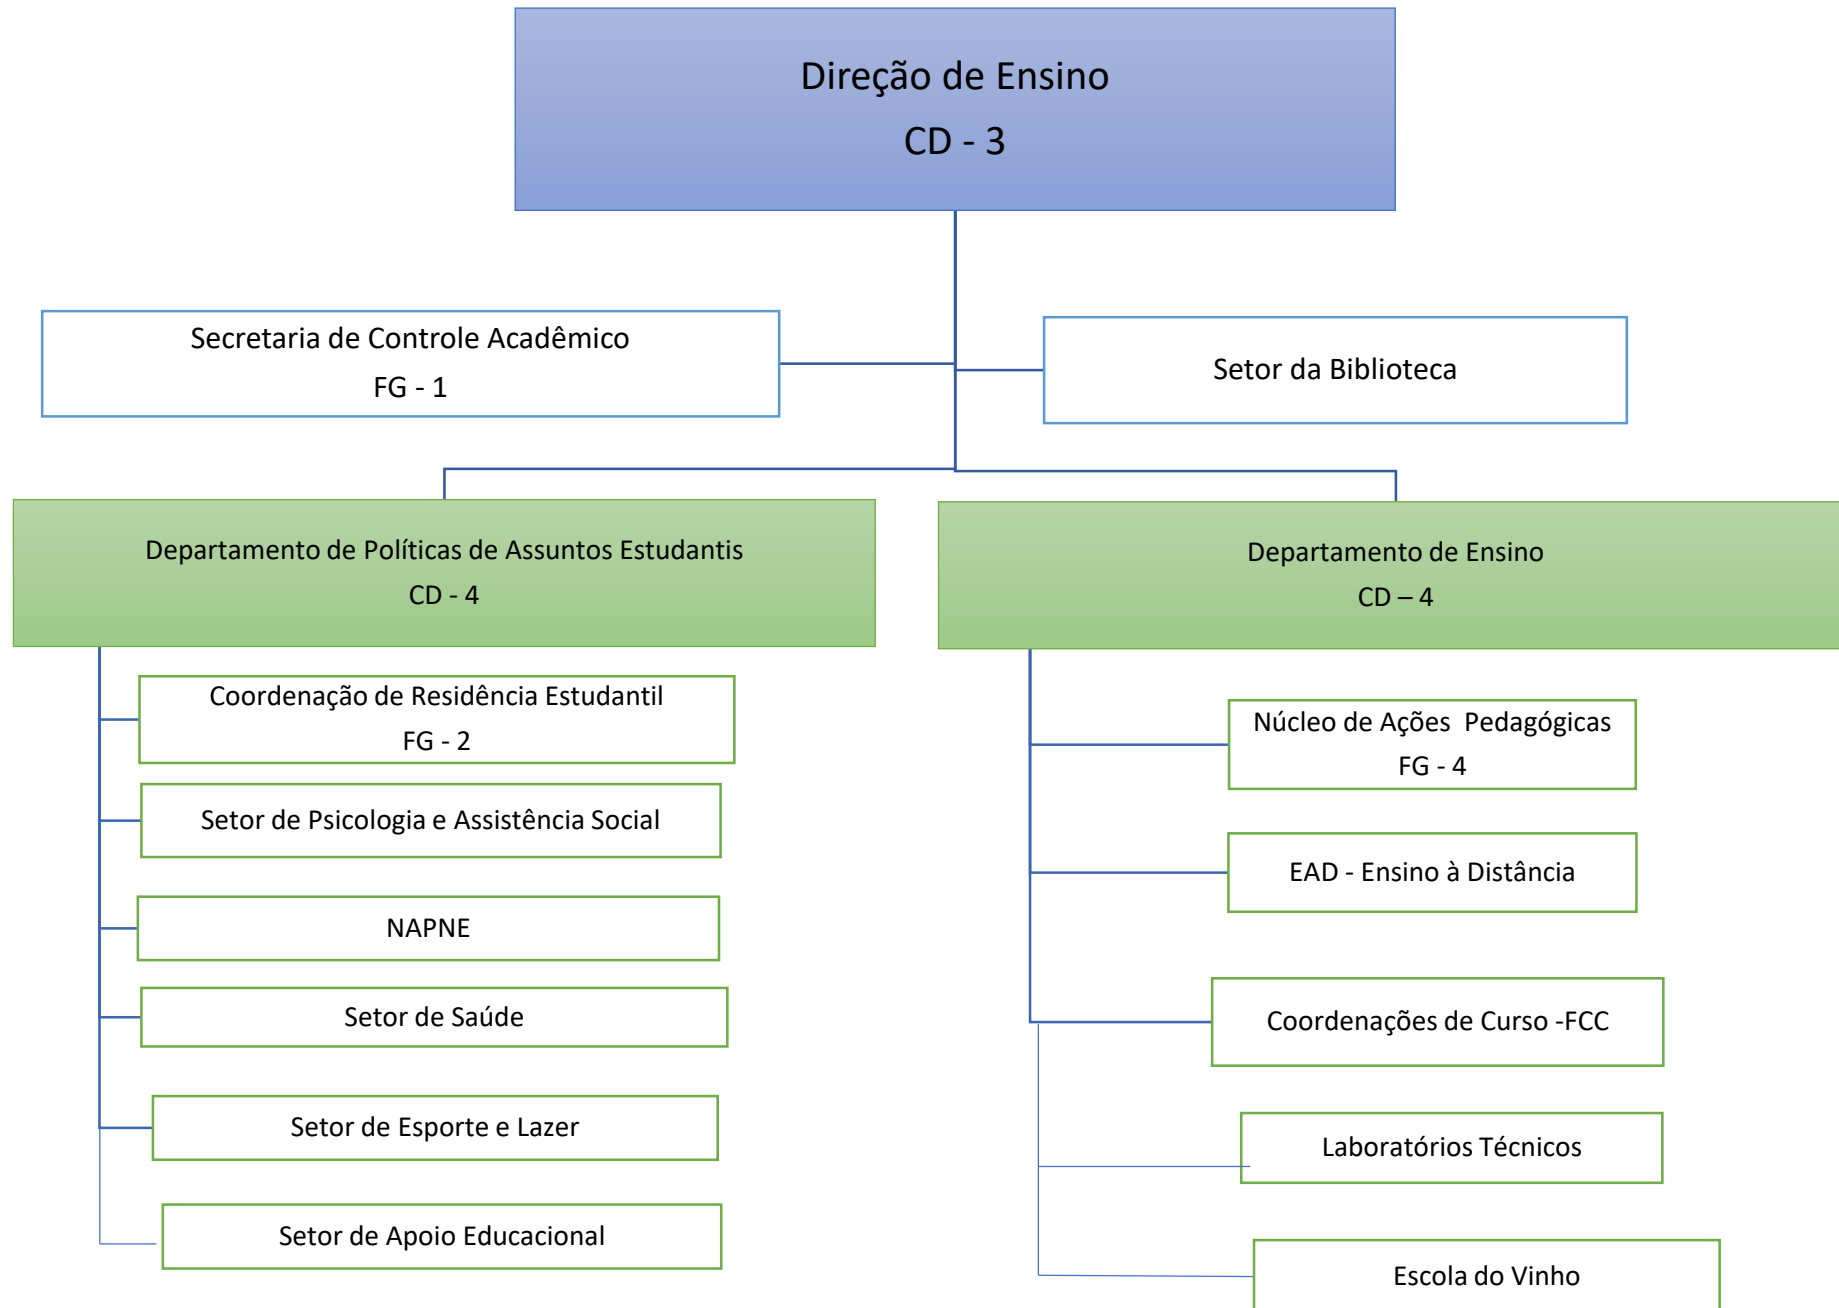 Direção de Ensino
CD - 3
Secretaria de Controle Acadêmico
FG - 1
Setor da Biblioteca
Departamento de Políticas de Assuntos Estudantis
CD - 4
Departamento de Ensino
CD – 4
Coordenação de Residência Estudantil
FG - 2
Setor de Psicologia e Assistência Social
NAPNE
Setor de Saúde
Setor de Esporte e Lazer
Setor de Apoio Educacional
Núcleo de Ações  Pedagógicas
FG - 4
EAD - Ensino à Distância
Coordenações de Curso -FCC
Laboratórios Técnicos
Escola do Vinho